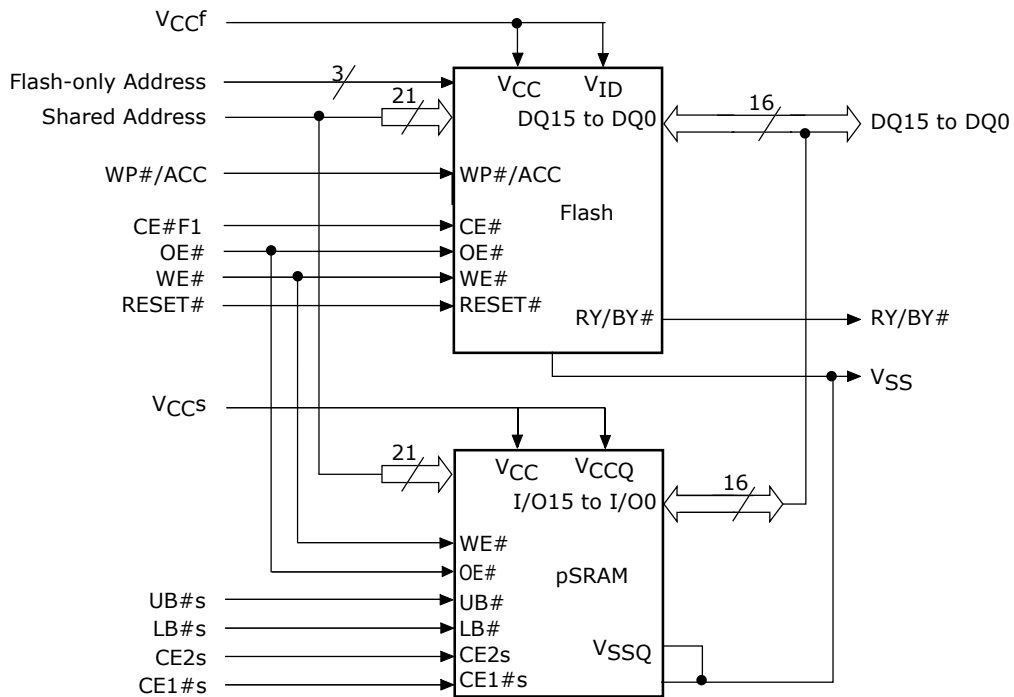 VCCf
Flash-only Address 3 VCC VID
Shared Address 21 DQ15 to DQ0 16 DQ15 to DQ0
WP#/ACC WP#/ACC
Flash
CE#F1 CE#
OE# OE#
WE# WE#
RESET# RESET#
RY/BY# RY/BY#
VSS
VCCs
21 VCC VCCQ
I/O15 to I/O0 16
WE#
OE# pSRAM
UB#s UB#
LB#s LB#
CE2s CE2s VSSQ
CE1#s CE1#s